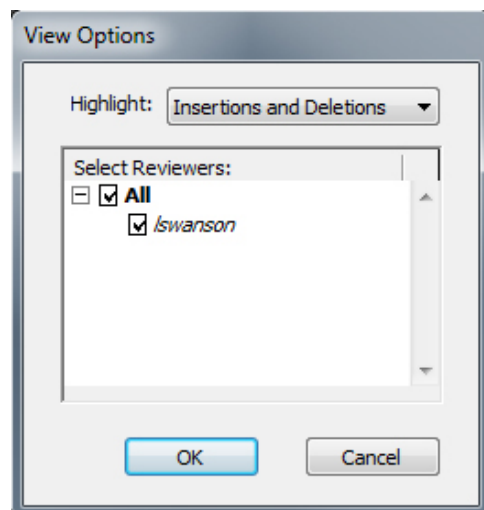 View Options
Highlight: Insertions and Deletions
Select Reviewers:
All
lswanson
OK Cancel